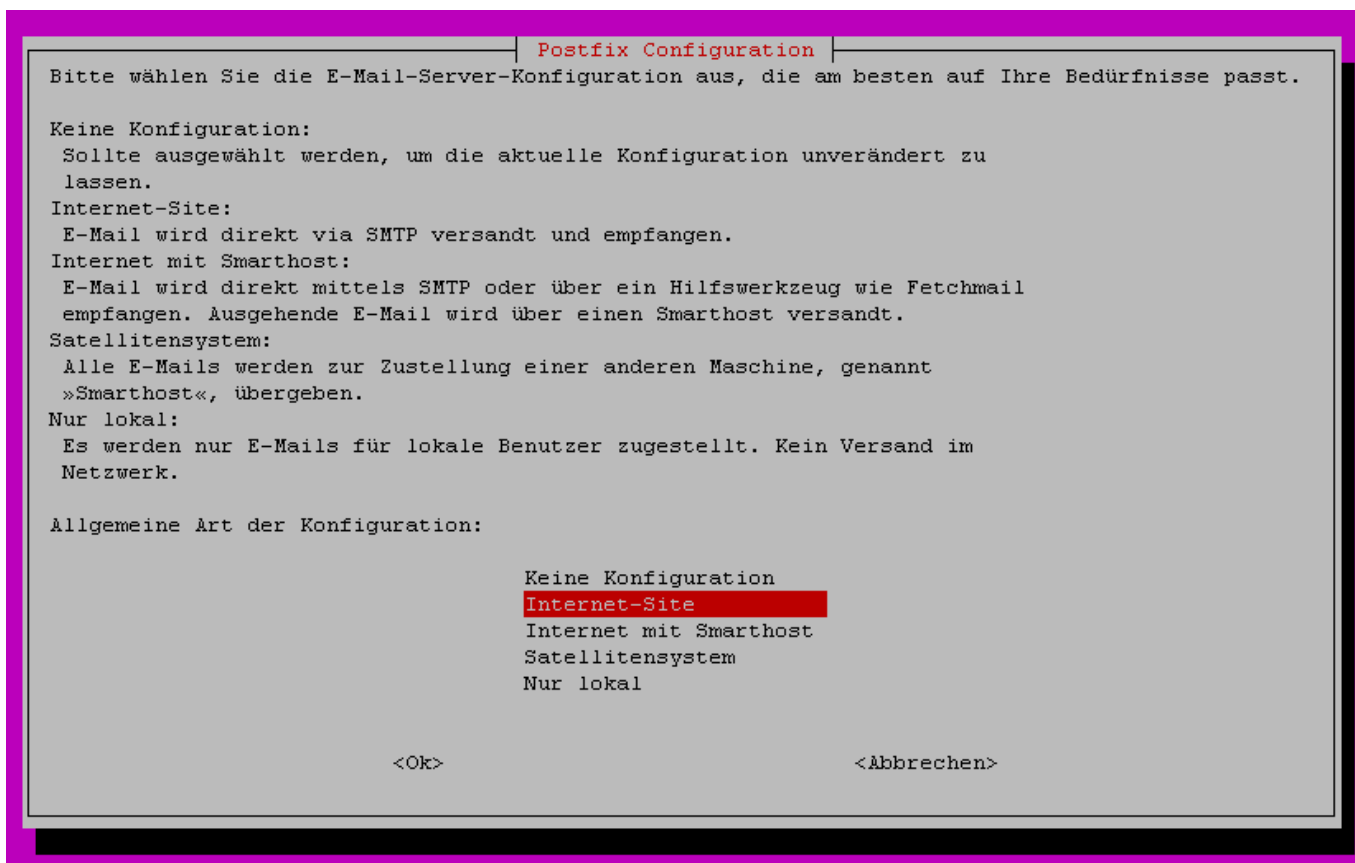 Postfix Configuration
Bitte wählen Sie die E-Mail-Server-Konfiguration aus, die am besten auf Ihre Bedürfnisse passt.
Keine Konfiguration:
Sollte ausgewählt werden, um die aktuelle Konfiguration unverändert zu
lassen.
Internet-Site:
E-Mail wird direkt via SMTP versandt und empfangen.
Internet mit Smarthost:
E-Mail wird direkt mittels SMTP oder über ein Hilfswerkzeug wie Fetchmail
empfangen. Ausgehende E-Mail wird über einen Smarthost versandt.
Satellitensystem:
Alle E-Mails werden zur Zustellung einer anderen Maschine, genannt
»Smarthost«, übergeben.
Nur lokal:
Es werden nur E-Mails für lokale Benutzer zugestellt. Kein Versand im
Netzwerk.
Allgemeine Art der Konfiguration:
Keine Konfiguration
Internet-Site
Internet mit Smarthost
Satellitensystem
Nur lokal
<Ok> <Abbrechen>